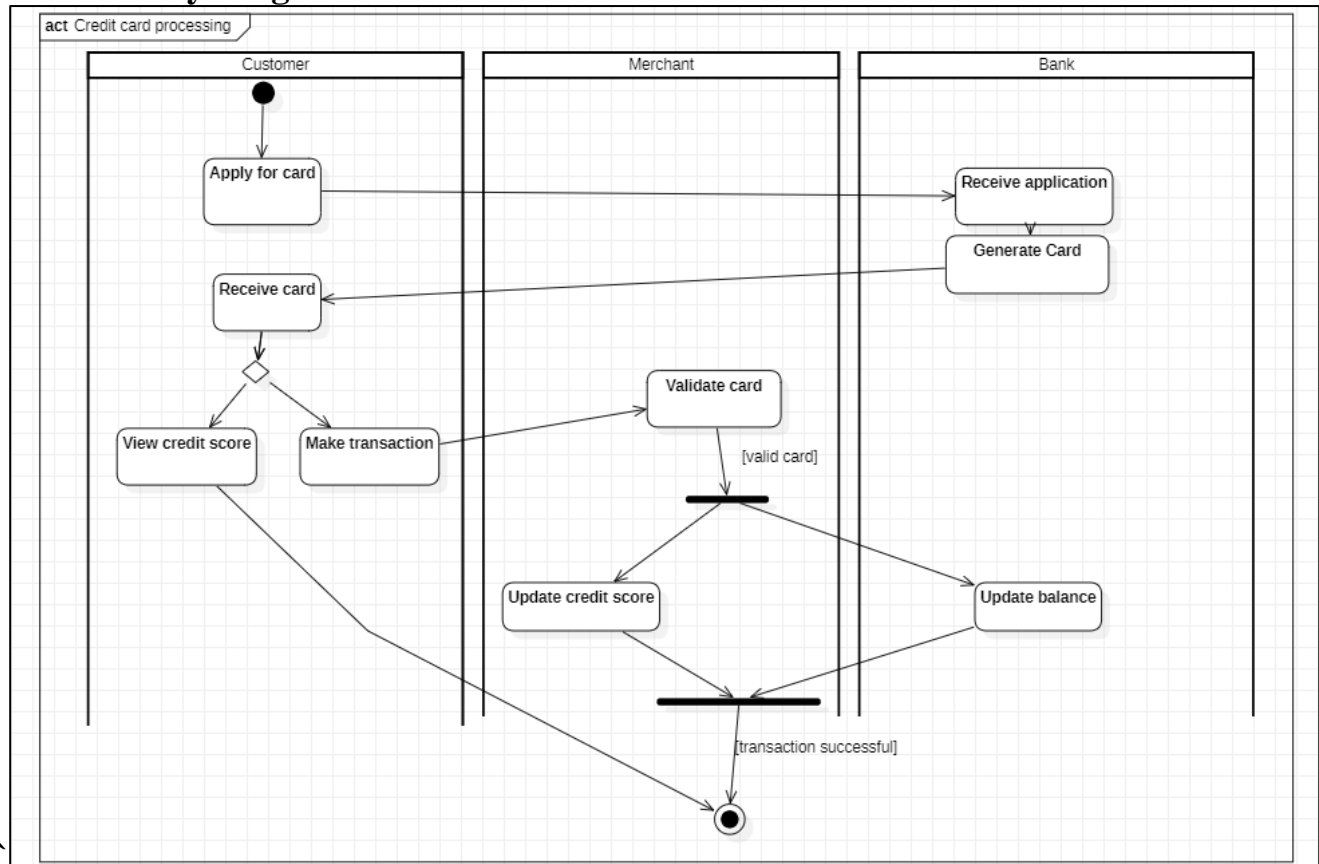 act Credit card processing
Customer
Merchant
Bank
Apply for card
Receive application
Generate Card
Receive card
Validate card
View credit score
Make transaction
[valid card]
Update credit score
Update balance
[transaction successful]